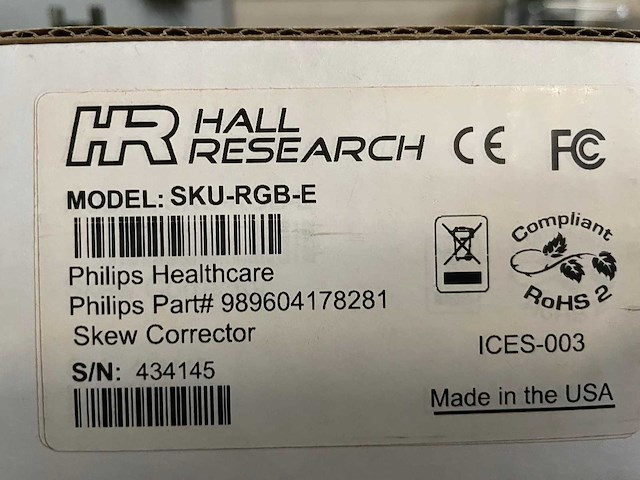 HR HALL RESEARCH CE FC
MODEL: SKU-RGB-E
Philips Healthcare
Philips Part# 989604178281
Skew Corrector
S/N: 434145
Compliant
RoHS 2
ICES-003
Made in the USA